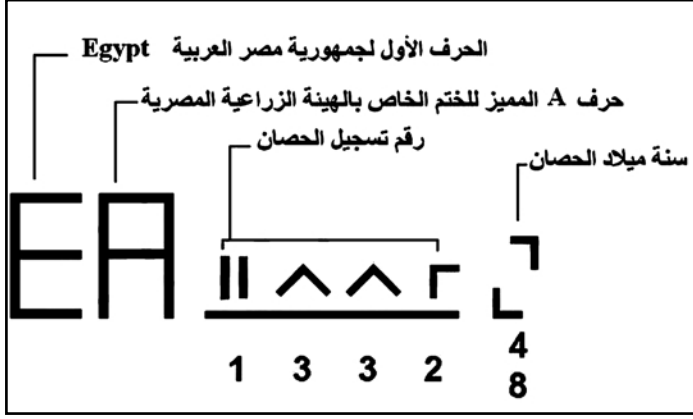 الحرف الأول لجمهورية مصر العربية Egypt
حرف A المميز للختم الخاص بالهيئة الزراعية المصرية
رقم تسجيل الحصان
سنة ميلاد الحصان
EA
1 3 3 2
4
8